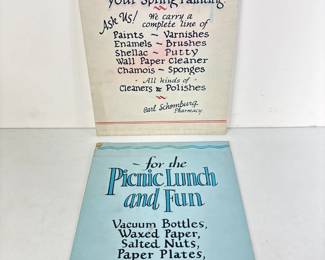 your Spring Painting
Ask Us! We carry a
complete line of
Paints ~ Varnishes
Enamels ~ Brushes
Shellac ~ Putty
Wall Paper Cleaner
Chamois ~ Sponges
· All kinds of ·
Cleaners & Polishes
Carl Schomburg
Pharmacy
~ for the ~
Picnic Lunch
and Fun
Vacuum Bottles,
Waxed Paper,
Salted Nuts,
Paper Plates,